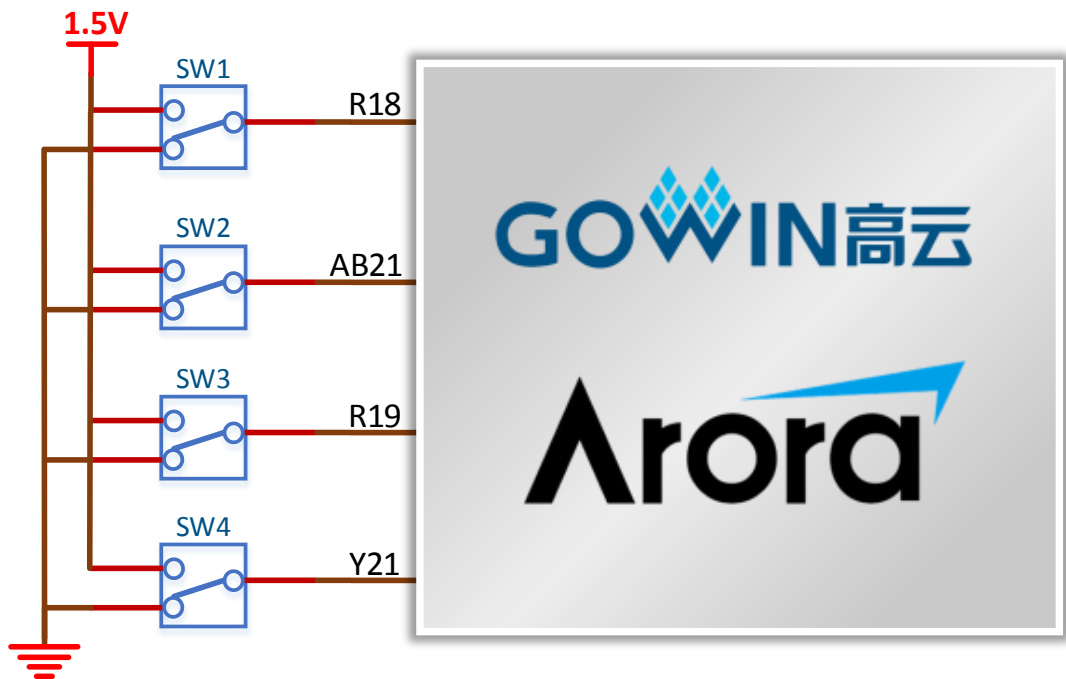 1.5V
SW1
R18
SW2
AB21
SW3
R19
SW4
Y21
GOWIN高云
Arora